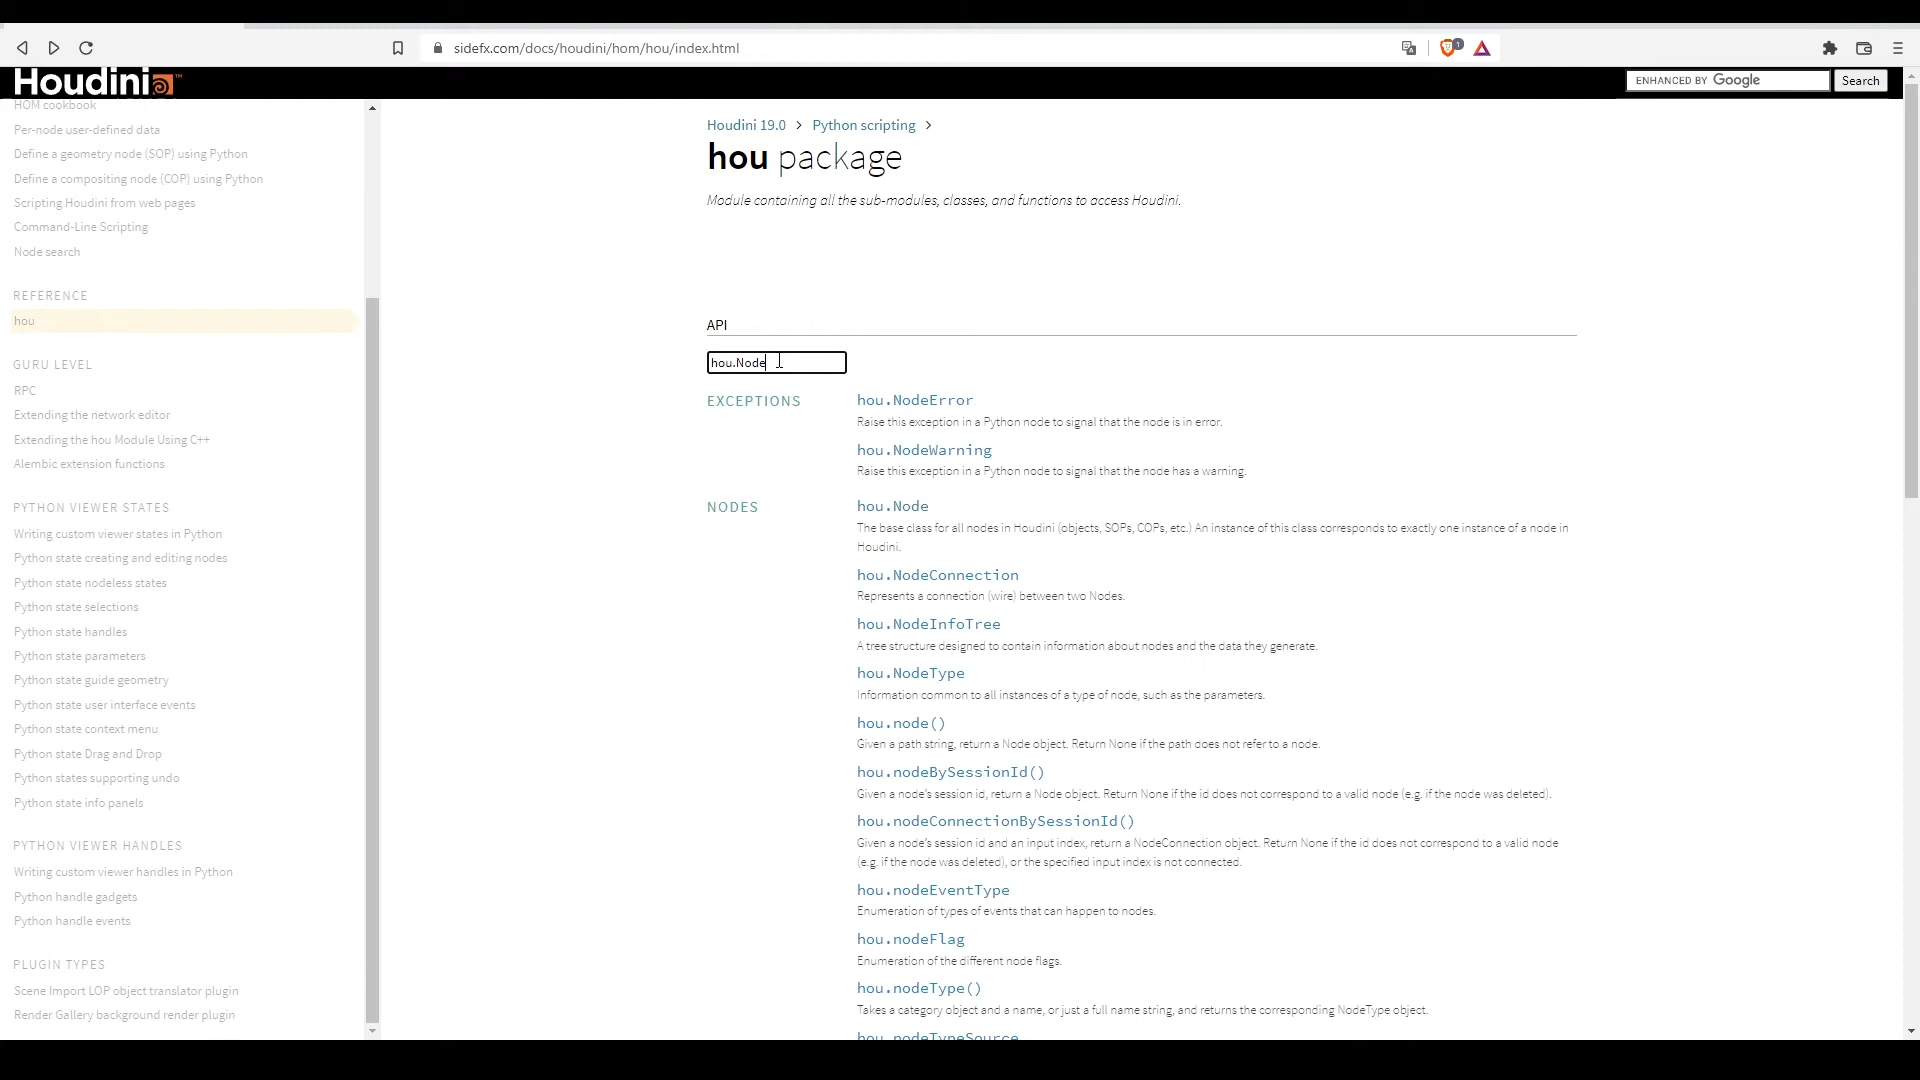 sidefx.com/docs/houdini/hom/hou/index.html
1
Houdini
ENHANCED BY Google
Search
HOM cookbook
Per-node user-defined data
Define a geometry node (SOP) using Python
Define a compositing node (COP) using Python
Scripting Houdini from web pages
Command-Line Scripting
Node search
REFERENCE
hou
GURU LEVEL
RPC
Extending the network editor
Extending the hou Module Using C++
Alembic extension functions
PYTHON VIEWER STATES
Writing custom viewer states in Python
Python state creating and editing nodes
Python state nodeless states
Python state selections
Python state handles
Python state parameters
Python state guide geometry
Python state user interface events
Python state context menu
Python state Drag and Drop
Python states supporting undo
Python state info panels
PYTHON VIEWER HANDLES
Writing custom viewer handles in Python
Python handle gadgets
Python handle events
PLUGIN TYPES
Scene Import LOP object translator plugin
Render Gallery background render plugin
Houdini 19.0 > Python scripting >
hou package
Module containing all the sub-modules, classes, and functions to access Houdini.
API
hou.Node
EXCEPTIONS
hou.NodeError
Raise this exception in a Python node to signal that the node is in error.
hou.NodeWarning
Raise this exception in a Python node to signal that the node has a warning.
NODES
hou.Node
The base class for all nodes in Houdini (objects, SOPs, COPs, etc.) An instance of this class corresponds to exactly one instance of a node in
Houdini.
hou.NodeConnection
Represents a connection (wire) between two Nodes.
hou.NodeInfoTree
A tree structure designed to contain information about nodes and the data they generate.
hou.NodeType
Information common to all instances of a type of node, such as the parameters.
hou.node()
Given a path string, return a Node object. Return None if the path does not refer to a node.
hou.nodeBySessionId()
Given a node's session id, return a Node object. Return None if the id does not correspond to a valid node (e.g. if the node was deleted).
hou.nodeConnectionBySessionId()
Given a node's session id and an input index, return a NodeConnection object. Return None if the id does not correspond to a valid node
(e.g. if the node was deleted), or the specified input index is not connected.
hou.nodeEventType
Enumeration of types of events that can happen to nodes.
hou.nodeFlag
Enumeration of the different node flags.
hou.nodeType()
Takes a category object and a name, or just a full name string, and returns the corresponding NodeType object.
hou.nodeTypeSource